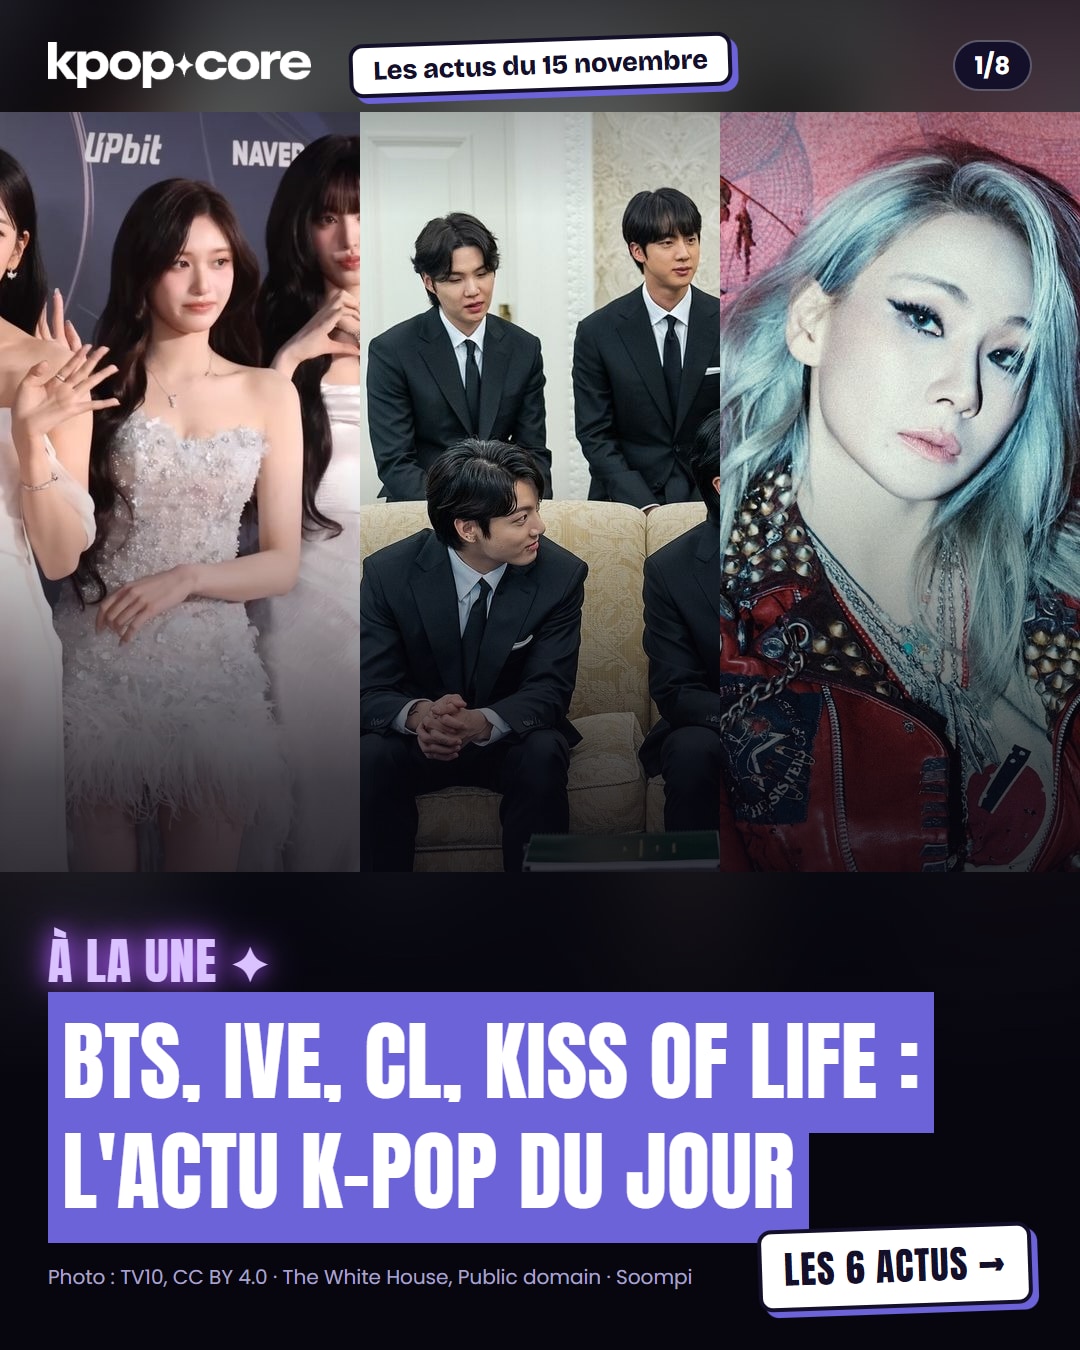 kpop✦core
Les actus du 15 novembre
1/8
UPbit
NAVER
À LA UNE ✦
BTS, IVE, CL, KISS OF LIFE :
L'ACTU K-POP DU JOUR
Photo : TV10, CC BY 4.0 · The White House, Public domain · Soompi
LES 6 ACTUS →